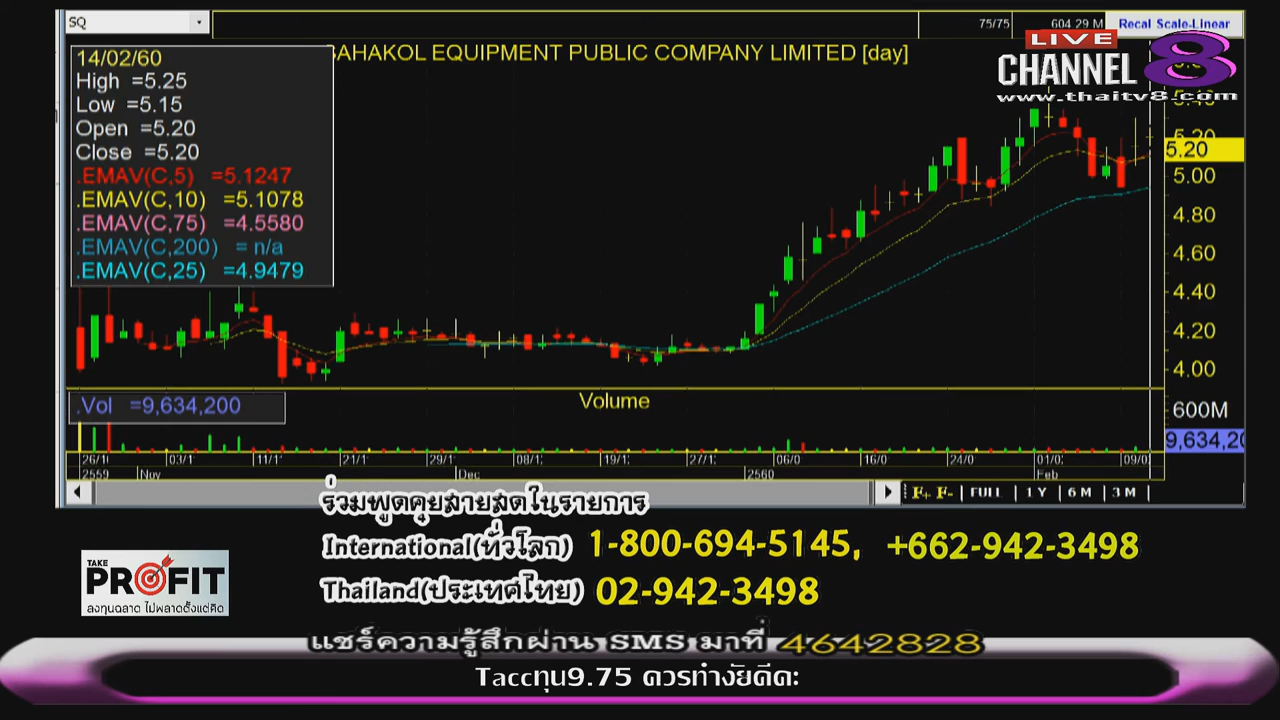 SQ
75/75
604.29 M
Recal Scale-Linear
14/02/60
High =5.25
Low =5.15
Open =5.20
Close =5.20
.EMAV(C,5) =5.1247
.EMAV(C,10) =5.1078
.EMAV(C,75) =4.5580
.EMAV(C,200) = n/a
.EMAV(C,25) =4.9479
EQUIPMENT PUBLIC COMPANY LIMITED [day]
LIVE
CHANNEL 8
www.thaitv8.com
5.40
5.20
5.20
5.00
4.80
4.60
4.40
4.20
4.00
.Vol =9,634,200
Volume
600M
9,634,20
26/1 03/1 11/1 21/1 29/1 08/1 19/1 27/1 06/0 16/0 24/0 01/0 09/0
2559 Nov Dec 2560 Feb
F+ F- FULL 1 Y 6 M 3 M
ร่วมพูดคุยสายสดในรายการ
International(ทั่วโลก) 1-800-694-5145, +662-942-3498
Thailand(ประเทศไทย) 02-942-3498
TAKE
PROFIT
ลงทุนฉลาด ไม่พลาดตั้งแต่คิด
แชร์ความรู้สึกผ่าน SMS มาที่ 4642828
Taccทุน9.75 ควรทำงัยดีค่ะ